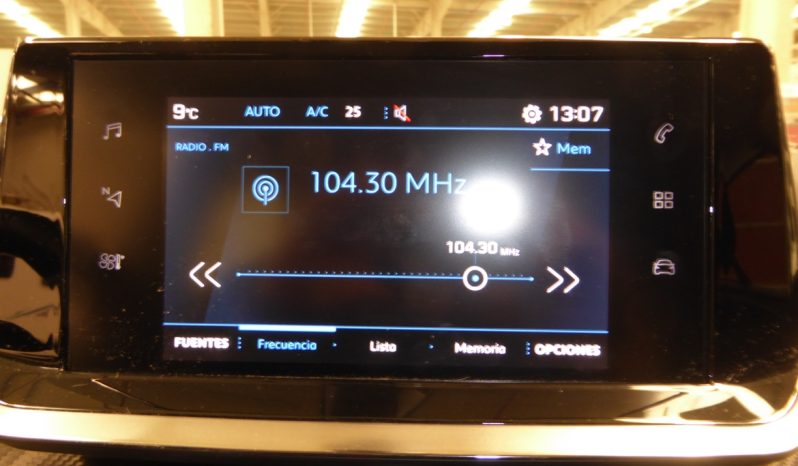 9°C AUTO A/C 25 13:07
RADIO . FM Mem
104.30 MHz
104.30 MHz
FUENTES Frecuencia Lista Memoria OPCIONES
N